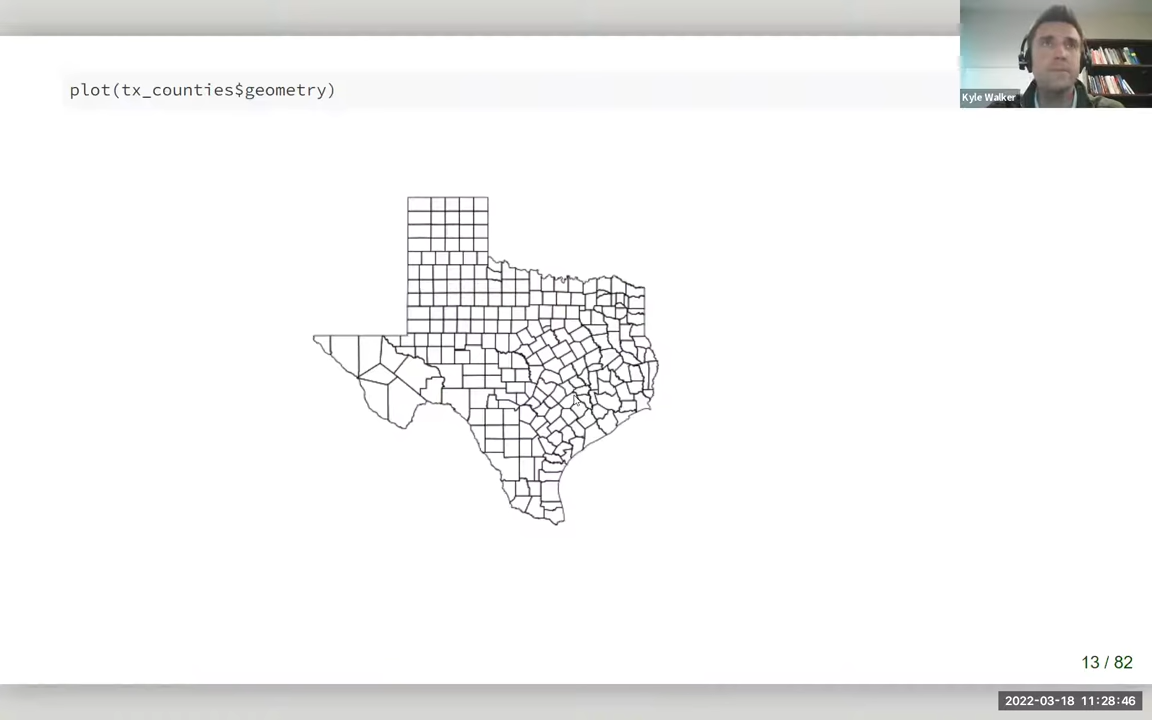 plot(tx_counties$geometry)
Kyle Walker
13 / 82
2022-03-18 11:28:46